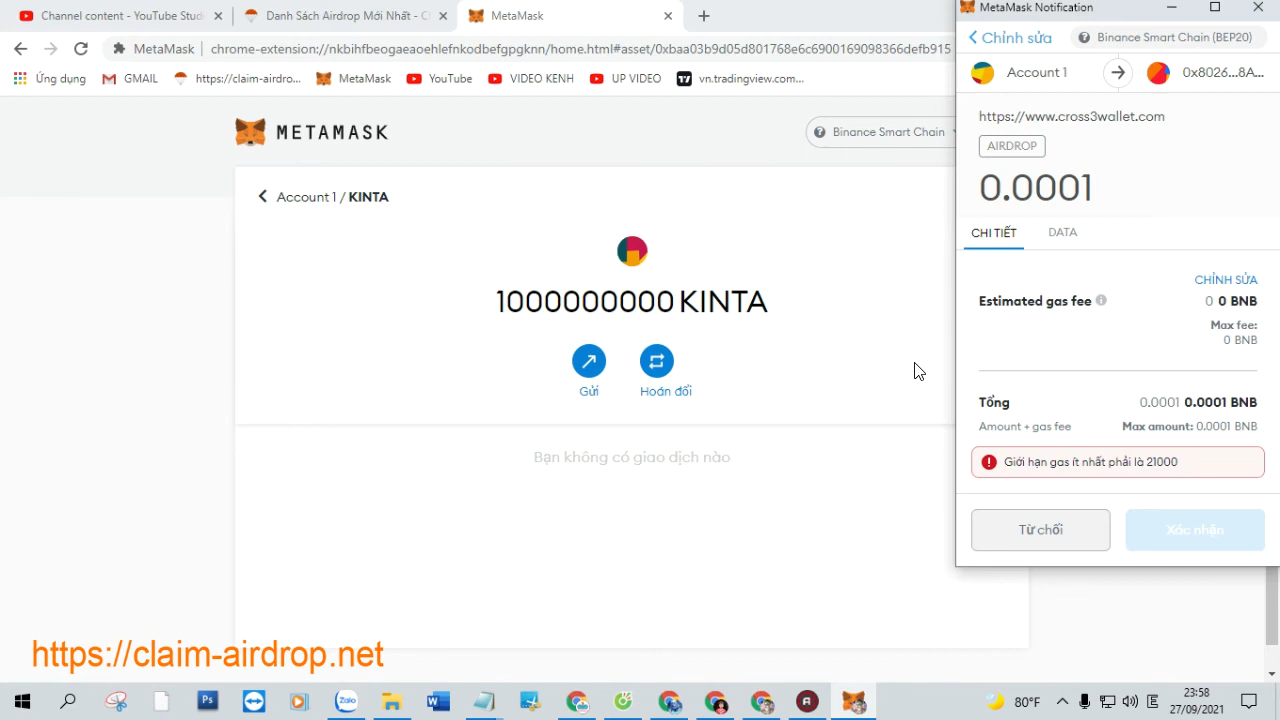 Channel content - YouTube Studi
Danh Sách Airdrop Mới Nhất - Cl
MetaMask
MetaMask
chrome-extension://nkbihfbeogaeaoehlefnkodbefgpgknn/home.html#asset/0xbaa03b9d05d801768e6c6900169098366defb915
Ứng dụng
GMAIL
https://claim-airdro...
MetaMask
YouTube
VIDEO KENH
UP VIDEO
vn.tradingview.com...
METAMASK
Binance Smart Chain
Account 1 / KINTA
1000000000 KINTA
Gửi
Hoán đổi
Bạn không có giao dịch nào
MetaMask Notification
Chỉnh sửa
Binance Smart Chain (BEP20)
Account 1
0x8026...8A...
https://www.cross3wallet.com
AIRDROP
0.0001
CHI TIẾT
DATA
CHỈNH SỬA
Estimated gas fee
0 0 BNB
Max fee:
0 BNB
Tổng
0.0001 0.0001 BNB
Amount + gas fee
Max amount: 0.0001 BNB
Giới hạn gas ít nhất phải là 21000
Từ chối
Xác nhận
https://claim-airdrop.net
80°F
23:58
27/09/2021